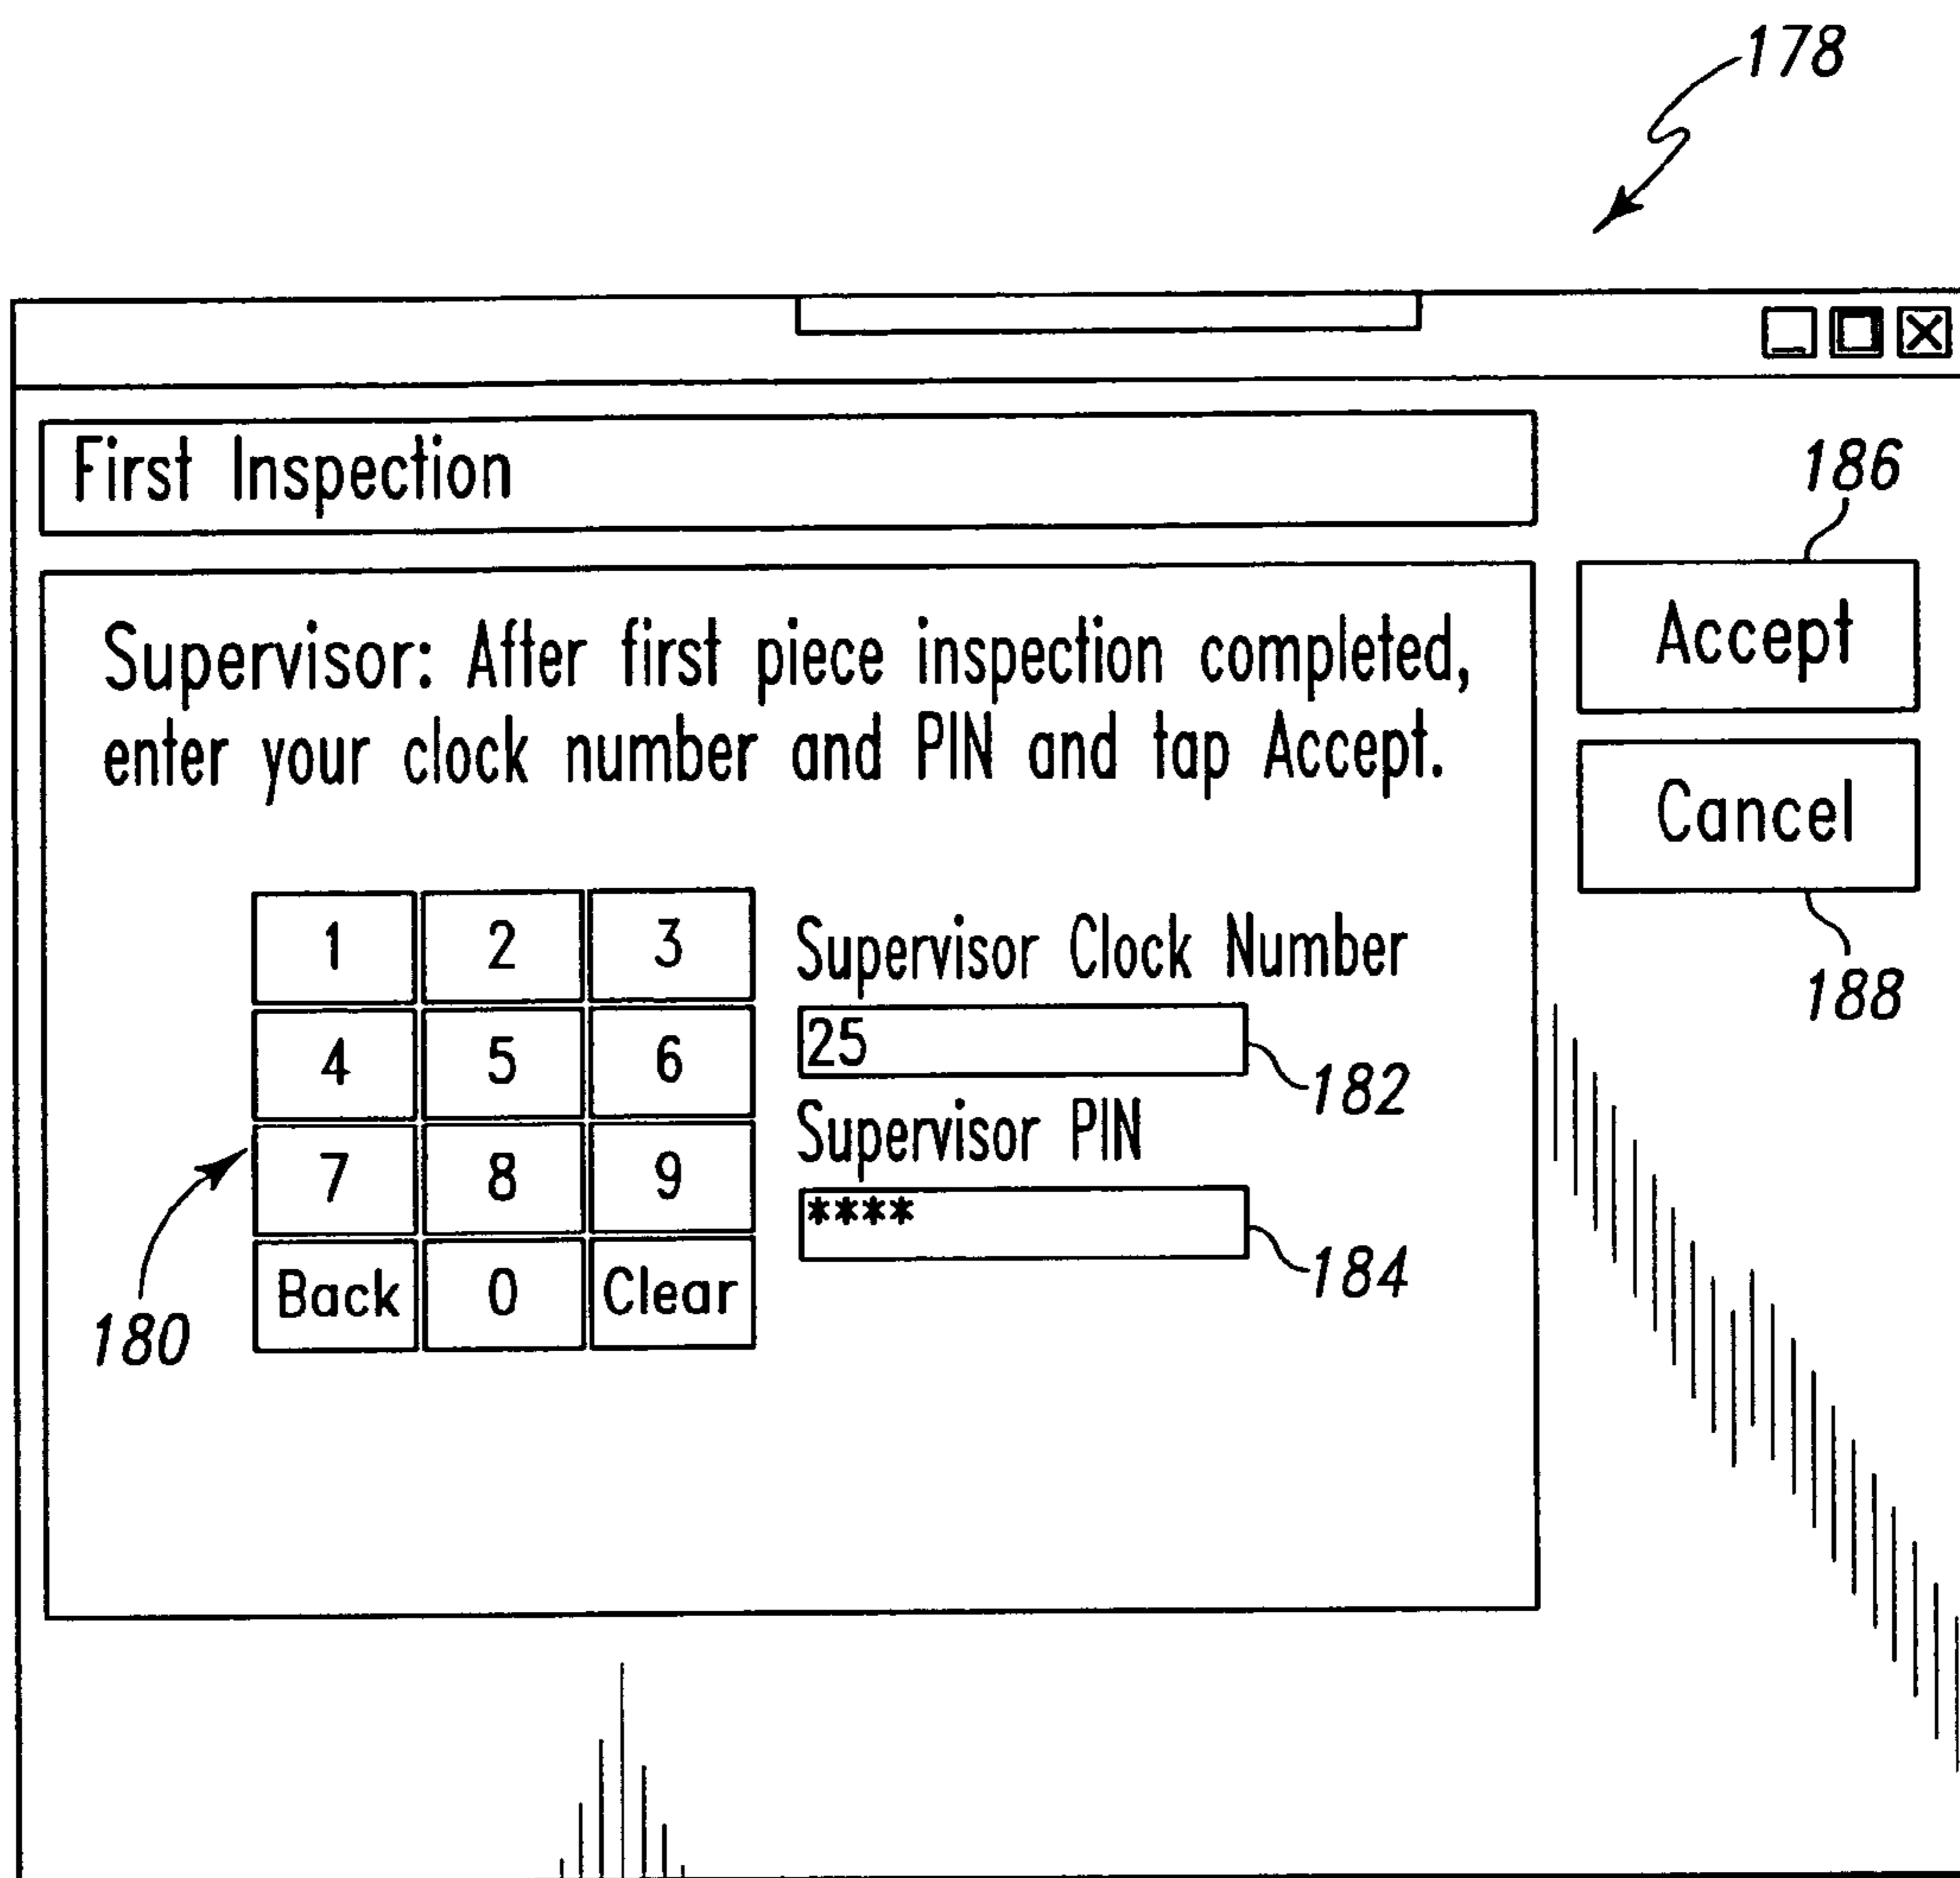 178
First Inspection
186
Supervisor: After first piece inspection completed,
enter your clock number and PIN and tap Accept.
Accept
Cancel
188
1 2 3
4 5 6
7 8 9
Back 0 Clear
180
Supervisor Clock Number
25
182
Supervisor PIN
****
184